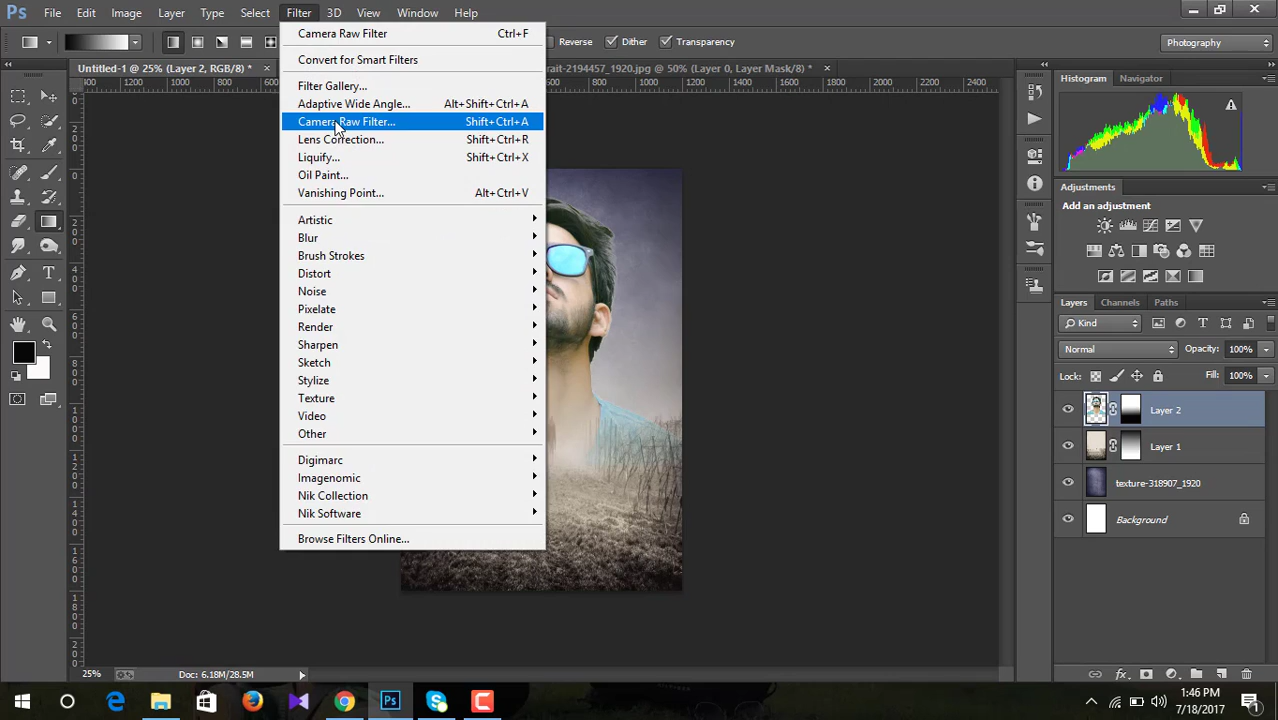 Ps File Edit Image Layer Type Select Filter 3D View Window Help
Camera Raw Filter Ctrl+F
Convert for Smart Filters
Filter Gallery...
Adaptive Wide Angle... Alt+Shift+Ctrl+A
Camera Raw Filter... Shift+Ctrl+A
Lens Correction... Shift+Ctrl+R
Liquify... Shift+Ctrl+X
Oil Paint...
Vanishing Point... Alt+Ctrl+V
Artistic
Blur
Brush Strokes
Distort
Noise
Pixelate
Render
Sharpen
Sketch
Stylize
Texture
Video
Other
Digimarc
Imagenomic
Nik Collection
Nik Software
Browse Filters Online...
Reverse Dither Transparency
Photography
Untitled-1 @ 25% (Layer 2, RGB/8) * ×
rait-2194457_1920.jpg @ 50% (Layer 0, Layer Mask/8) * ×
1200 1000 800 600 400
600 800 1000 1200 1400 1600 1800 2000 2200 2400
Histogram Navigator
Adjustments
Add an adjustment
Layers Channels Paths
Kind
Normal Opacity: 100%
Lock: Fill: 100%
Layer 2
Layer 1
texture-318907_1920
Background
25% Doc: 6.18M/28.5M
1:46 PM
7/18/2017